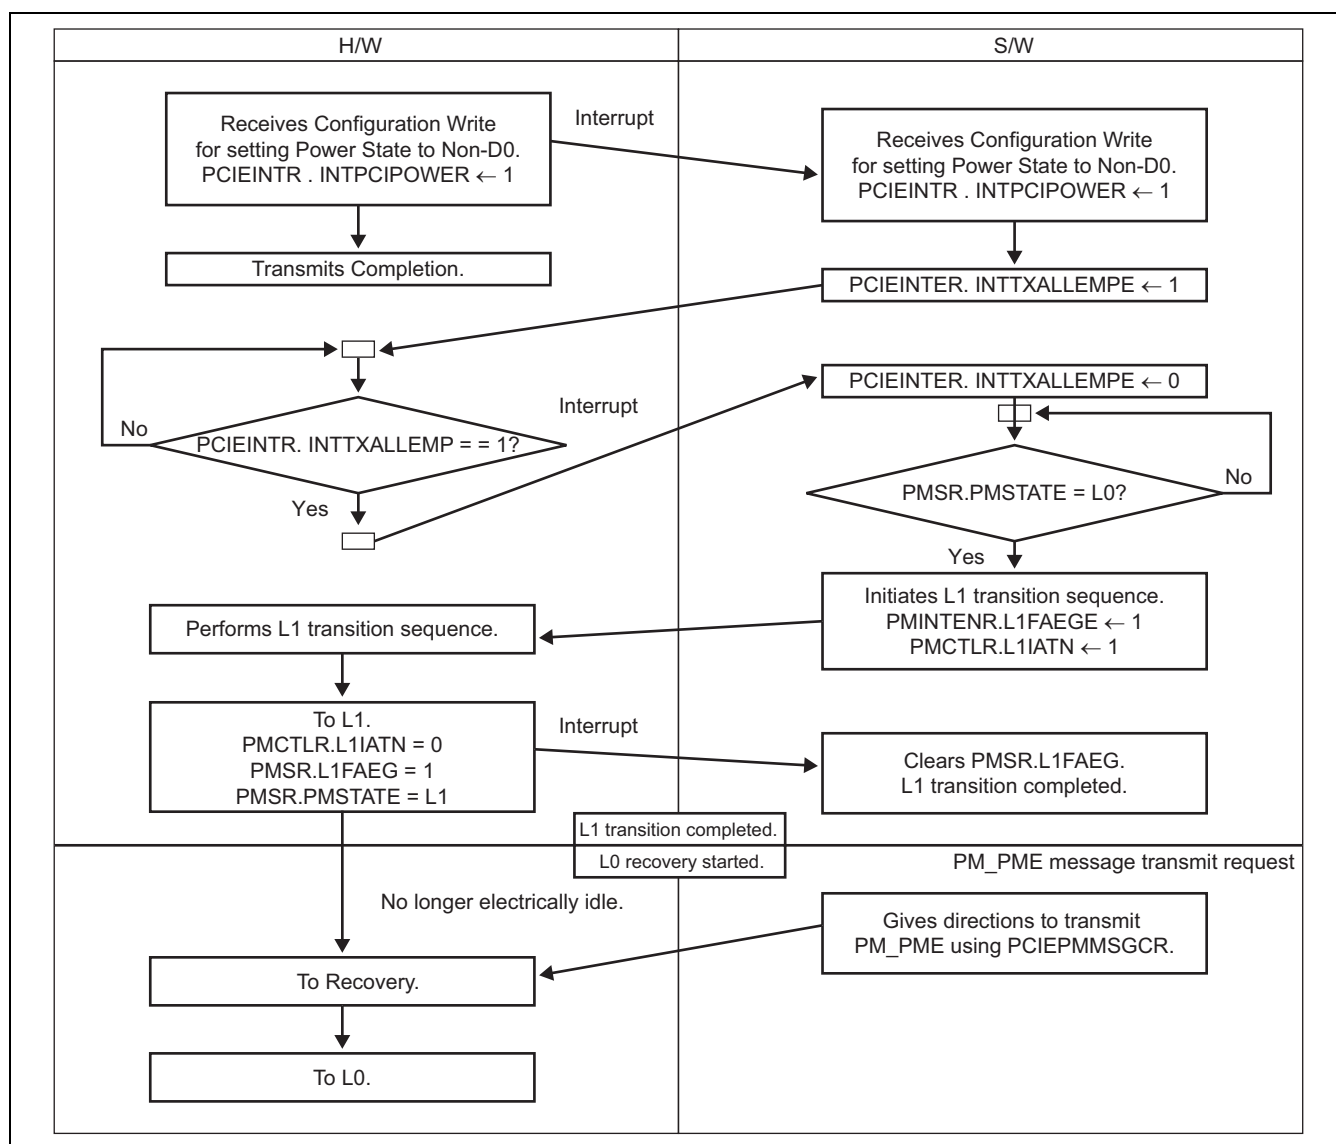 H/W
S/W
Receives Configuration Write
for setting Power State to Non-D0.
PCIEINTR . INTPCIPOWER ← 1
Interrupt
Receives Configuration Write
for setting Power State to Non-D0.
PCIEINTR . INTPCIPOWER ← 1
Transmits Completion.
PCIEINTER. INTTXALLEMPE ← 1
PCIEINTER. INTTXALLEMPE ← 0
Interrupt
No
PCIEINTR. INTTXALLEMP = = 1?
Yes
PMSR.PMSTATE = L0?
No
Yes
Initiates L1 transition sequence.
PMINTENR.L1FAEGE ← 1
PMCTLR.L1IATN ← 1
Performs L1 transition sequence.
To L1.
PMCTLR.L1IATN = 0
PMSR.L1FAEG = 1
PMSR.PMSTATE = L1
Interrupt
Clears PMSR.L1FAEG.
L1 transition completed.
L1 transition completed.
L0 recovery started.
PM_PME message transmit request
No longer electrically idle.
Gives directions to transmit
PM_PME using PCIEPMMSGCR.
To Recovery.
To L0.